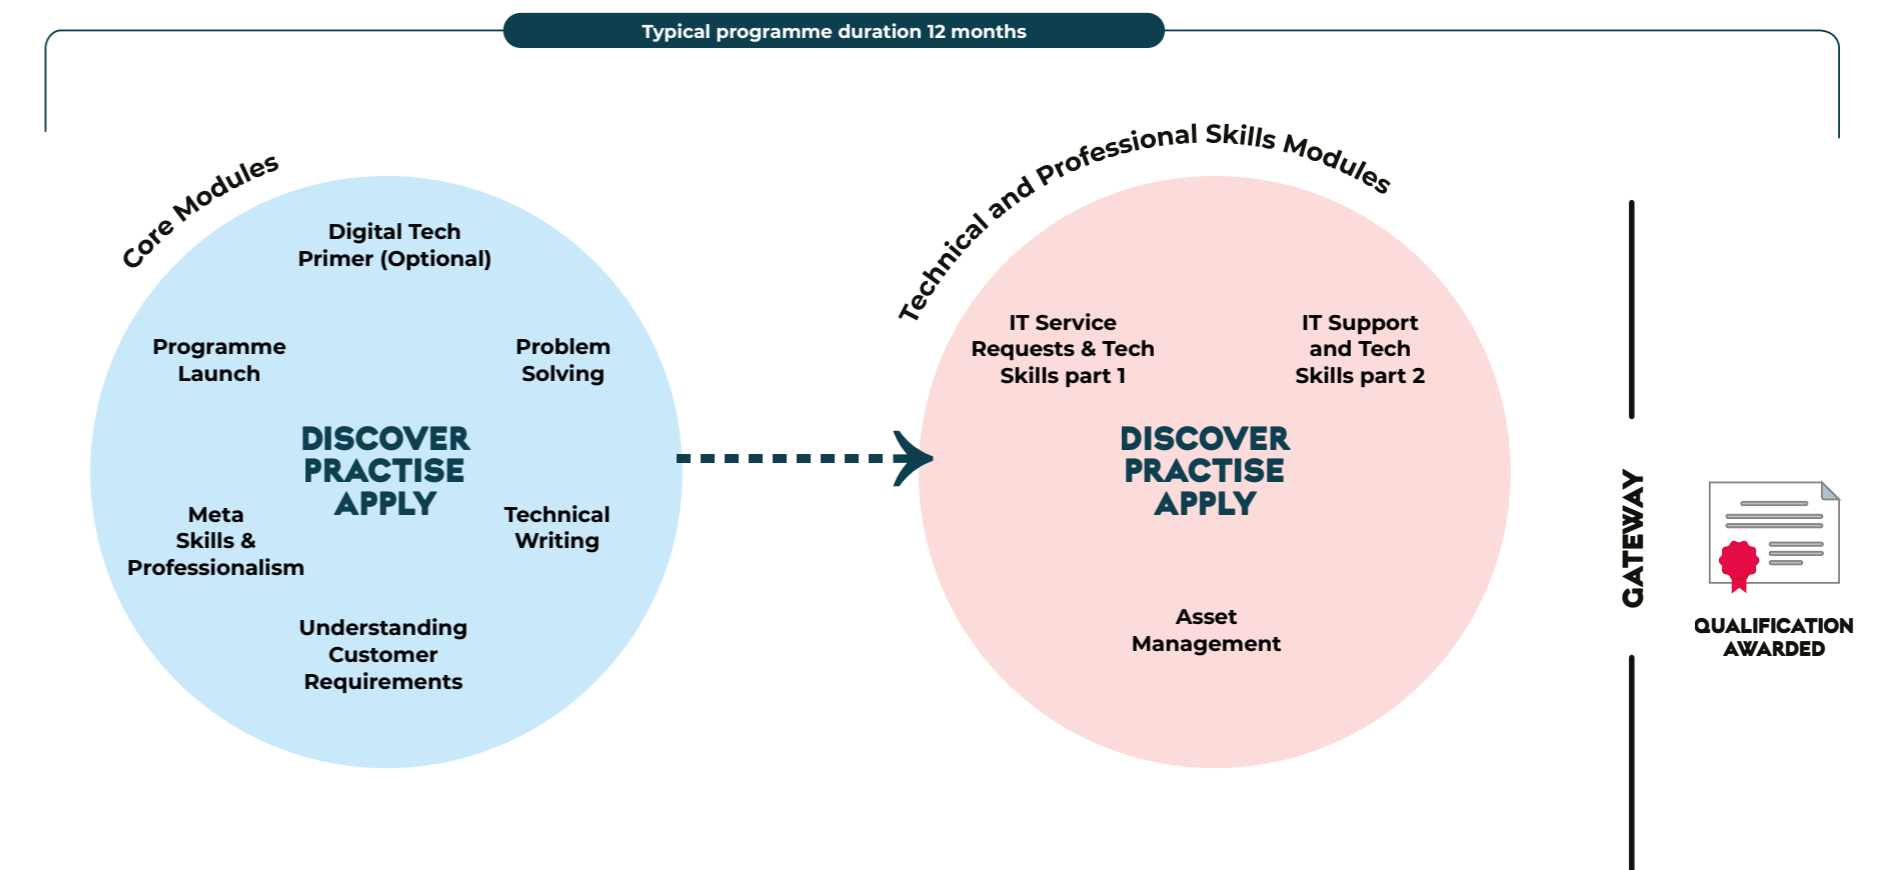 Typical programme duration 12 months
Core Modules
Digital Tech
Primer (Optional)
Programme
Launch
Problem
Solving
DISCOVER
PRACTISE
APPLY
Meta
Skills &
Professionalism
Technical
Writing
Understanding
Customer
Requirements
Technical and Professional Skills Modules
IT Service
Requests & Tech
Skills part 1
IT Support
and Tech
Skills part 2
DISCOVER
PRACTISE
APPLY
Asset
Management
GATEWAY
QUALIFICATION
AWARDED